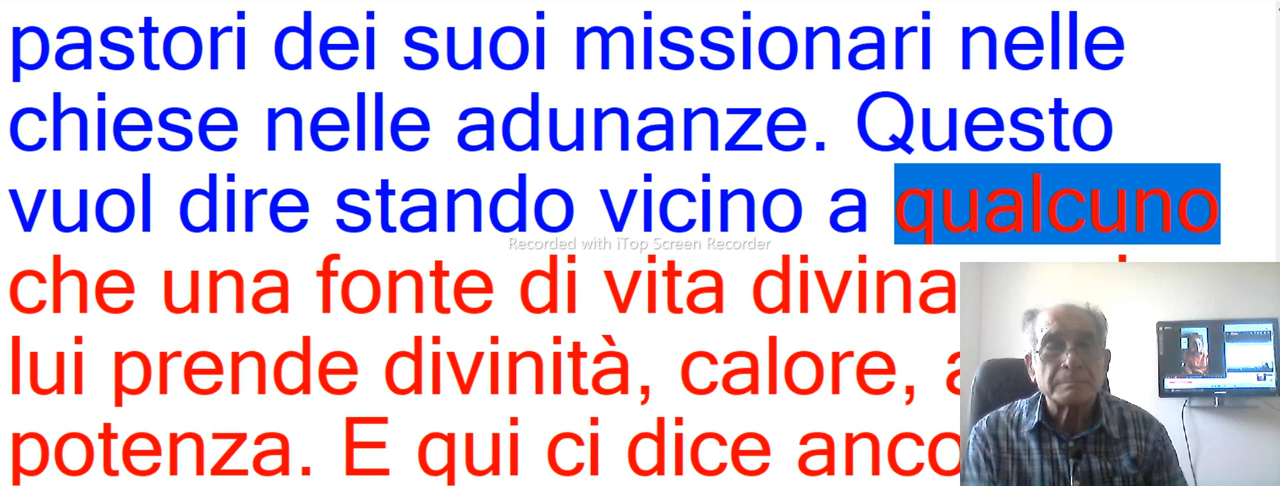 pastori dei suoi missionari nelle
chiese nelle adunanze. Questo
vuol dire stando vicino a qualcuno
Recorded with iTop Screen Recorder
che una fonte di vita divina
lui prende divinità, calore,
potenza. E qui ci dice